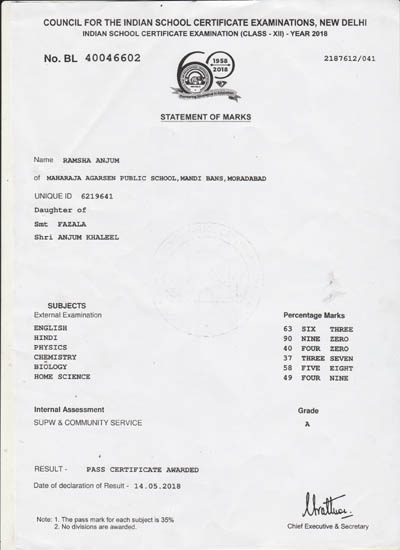 COUNCIL FOR THE INDIAN SCHOOL CERTIFICATE EXAMINATIONS, NEW DELHI
INDIAN SCHOOL CERTIFICATE EXAMINATION (CLASS - XII) - YEAR 2018
No. BL 40046602
1958
2018
2187612/041
STATEMENT OF MARKS
Name RAMSHA ANJUM
of MAHARAJA AGARSEN PUBLIC SCHOOL,MANDI BANS,MORADABAD
UNIQUE ID 6219641
Daughter of
Smt FAZALA
Shri ANJUM KHALEEL
SUBJECTS
External Examination Percentage Marks
ENGLISH 63 SIX THREE
HINDI 90 NINE ZERO
PHYSICS 40 FOUR ZERO
CHEMISTRY 37 THREE SEVEN
BIOLOGY 58 FIVE EIGHT
HOME SCIENCE 49 FOUR NINE
Internal Assessment Grade
SUPW & COMMUNITY SERVICE A
RESULT - PASS CERTIFICATE AWARDED
Date of declaration of Result - 14.05.2018
Note: 1. The pass mark for each subject is 35%
2. No divisions are awarded.
Chief Executive & Secretary